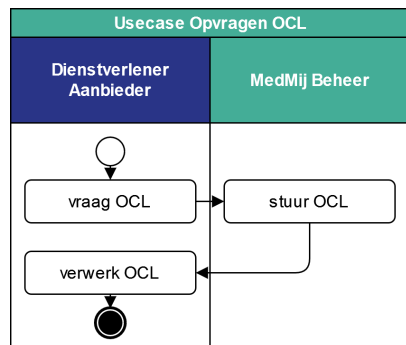 Usecase Opvragen OCL
Dienstverlener
Aanbieder
MedMij Beheer
vraag OCL
stuur OCL
verwerk OCL